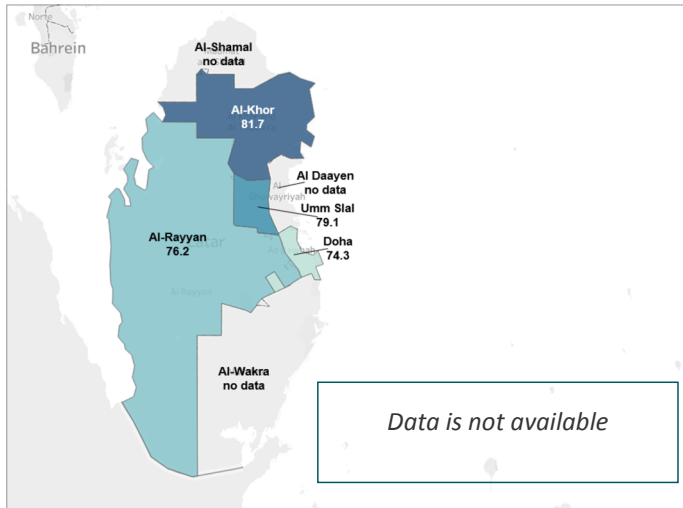 Norte
Bahrein
Al-Shamal
no data
Al-Khor
81.7
Al Daayen
no data
Umm Slal
79.1
Al-Rayyan
76.2
Doha
74.3
Al Rayyan
Al-Wakra
no data
Data is not available